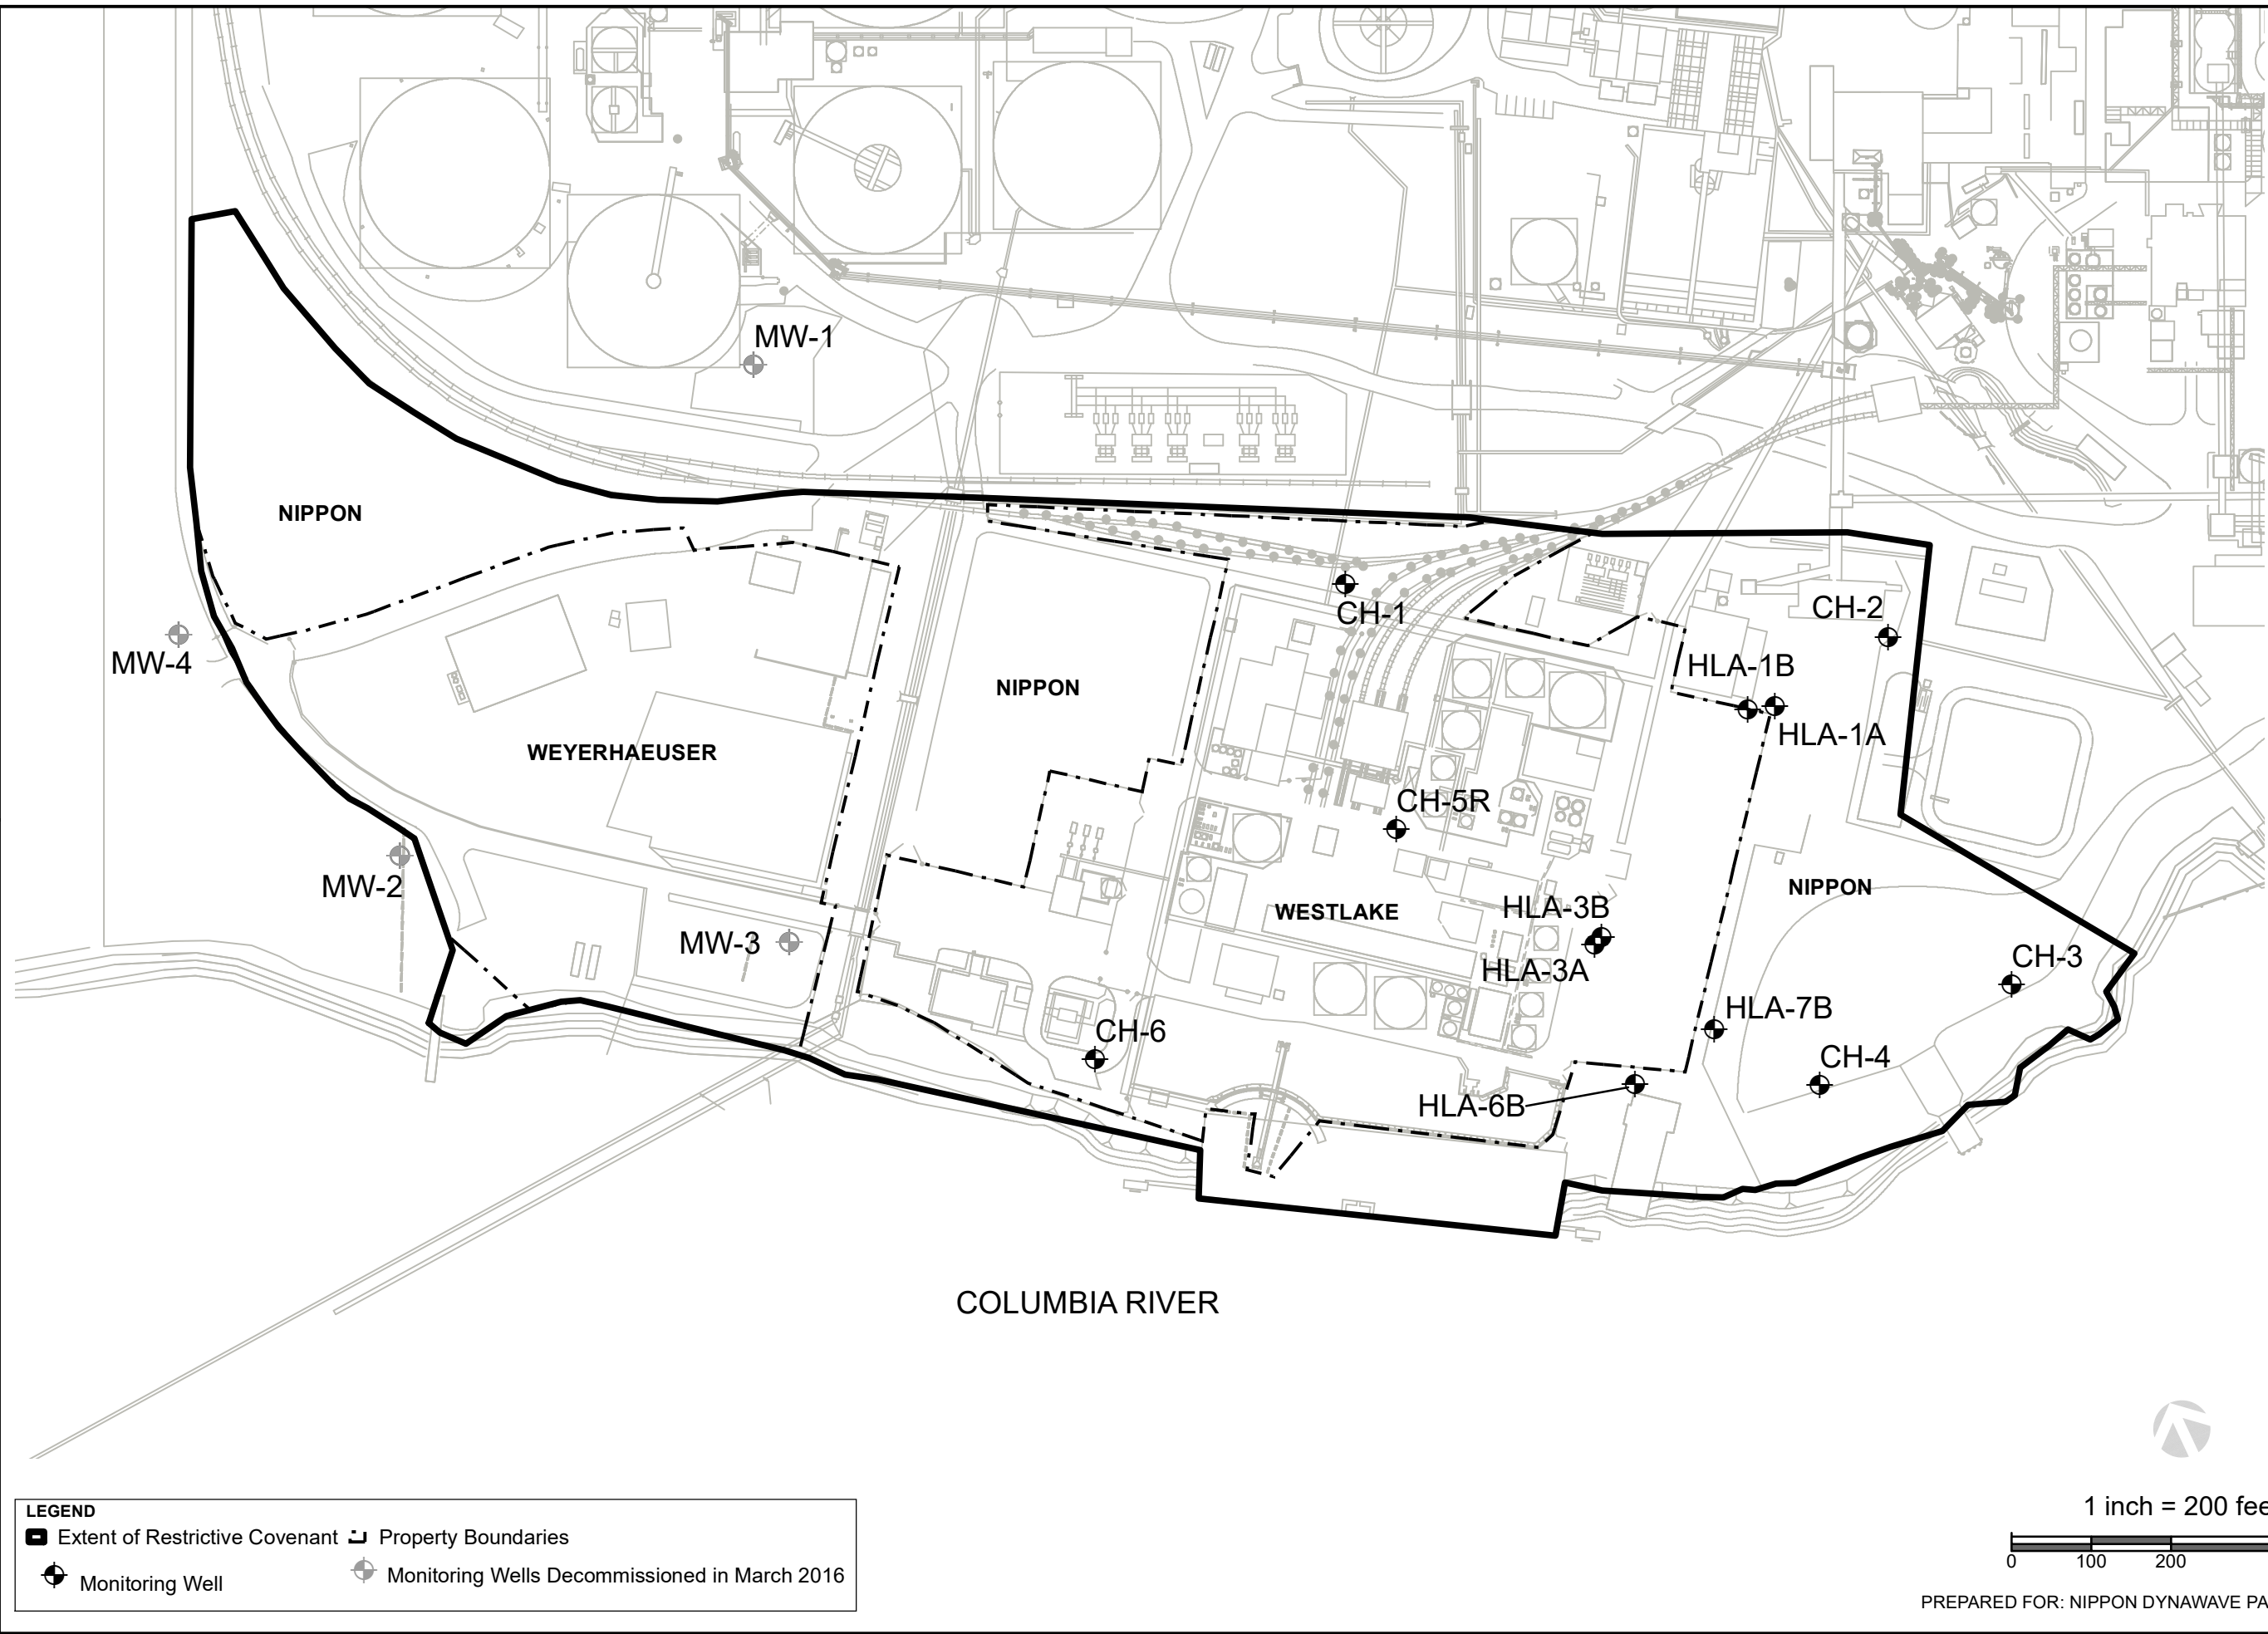 MW-1
NIPPON
CH-1
CH-2
MW-4
HLA-1B
NIPPON
HLA-1A
WEYERHAEUSER
CH-5R
MW-2
NIPPON
HLA-3B
WESTLAKE
MW-3
CH-3
HLA-3A
HLA-7B
CH-6
CH-4
HLA-6B
COLUMBIA RIVER
1 inch = 200 fee
0 100 200
PREPARED FOR: NIPPON DYNAWAVE PA
LEGEND
Extent of Restrictive Covenant Property Boundaries
Monitoring Well Monitoring Wells Decommissioned in March 2016